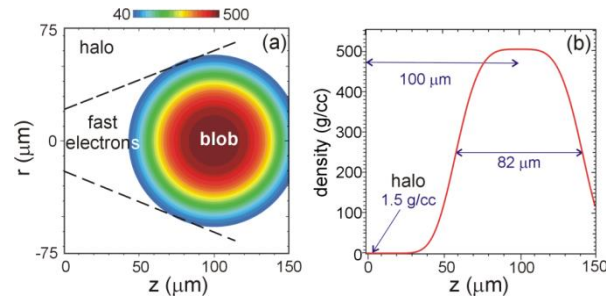 40 500
75
halo
(a)
fast
electrons
blob
0
-75
r (μm)
0 50 100 150
z (μm)
(b)
500
400
300
200
100
0
density (g/cc)
100 μm
82 μm
halo
1.5 g/cc
0 50 100 150
z (μm)